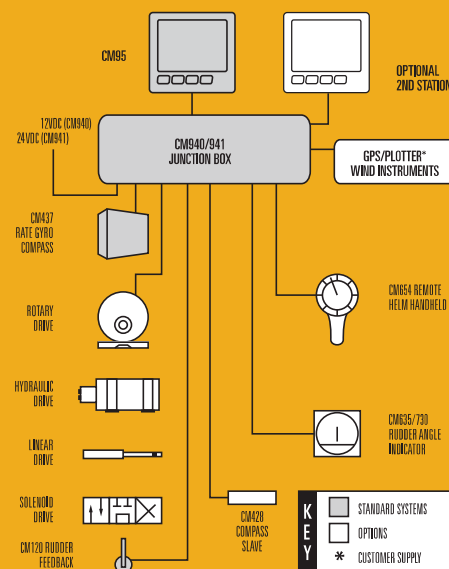 CM95
OPTIONAL
2ND STATION
12VDC (CM940)
24VDC (CM941)
CM940/941
JUNCTION BOX
GPS/PLOTTER*
WIND INSTRUMENTS
CM437
RATE GYRO
COMPASS
CM654 REMOTE
HELM HANDHELD
ROTARY
DRIVE
HYDRAULIC
DRIVE
CM635/730
RUDDER ANGLE
INDICATOR
LINEAR
DRIVE
SOLENOID
DRIVE
CM428
COMPASS
SLAVE
CM120 RUDDER
FEEDBACK
KEY
STANDARD SYSTEMS
OPTIONS
* CUSTOMER SUPPLY